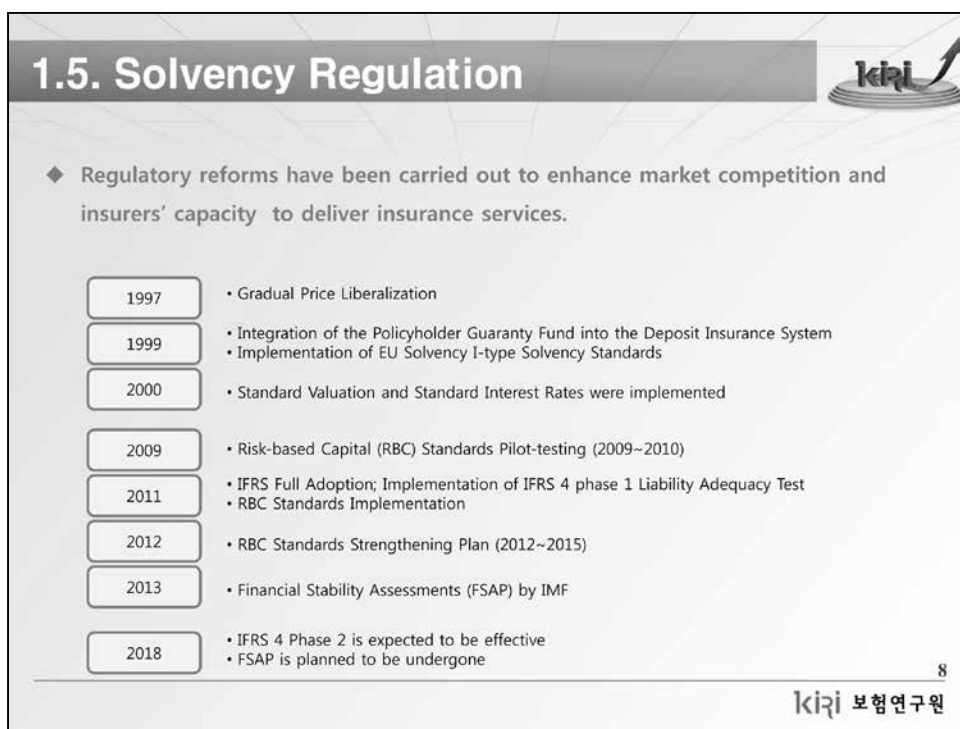 1.5. Solvency Regulation
kiri
◆ Regulatory reforms have been carried out to enhance market competition and
insurers' capacity to deliver insurance services.
1997
• Gradual Price Liberalization
1999
• Integration of the Policyholder Guaranty Fund into the Deposit Insurance System
• Implementation of EU Solvency I-type Solvency Standards
2000
• Standard Valuation and Standard Interest Rates were implemented
2009
• Risk-based Capital (RBC) Standards Pilot-testing (2009~2010)
2011
• IFRS Full Adoption; Implementation of IFRS 4 phase 1 Liability Adequacy Test
• RBC Standards Implementation
2012
• RBC Standards Strengthening Plan (2012~2015)
2013
• Financial Stability Assessments (FSAP) by IMF
2018
• IFRS 4 Phase 2 is expected to be effective
• FSAP is planned to be undergone
8
kiri 보험연구원